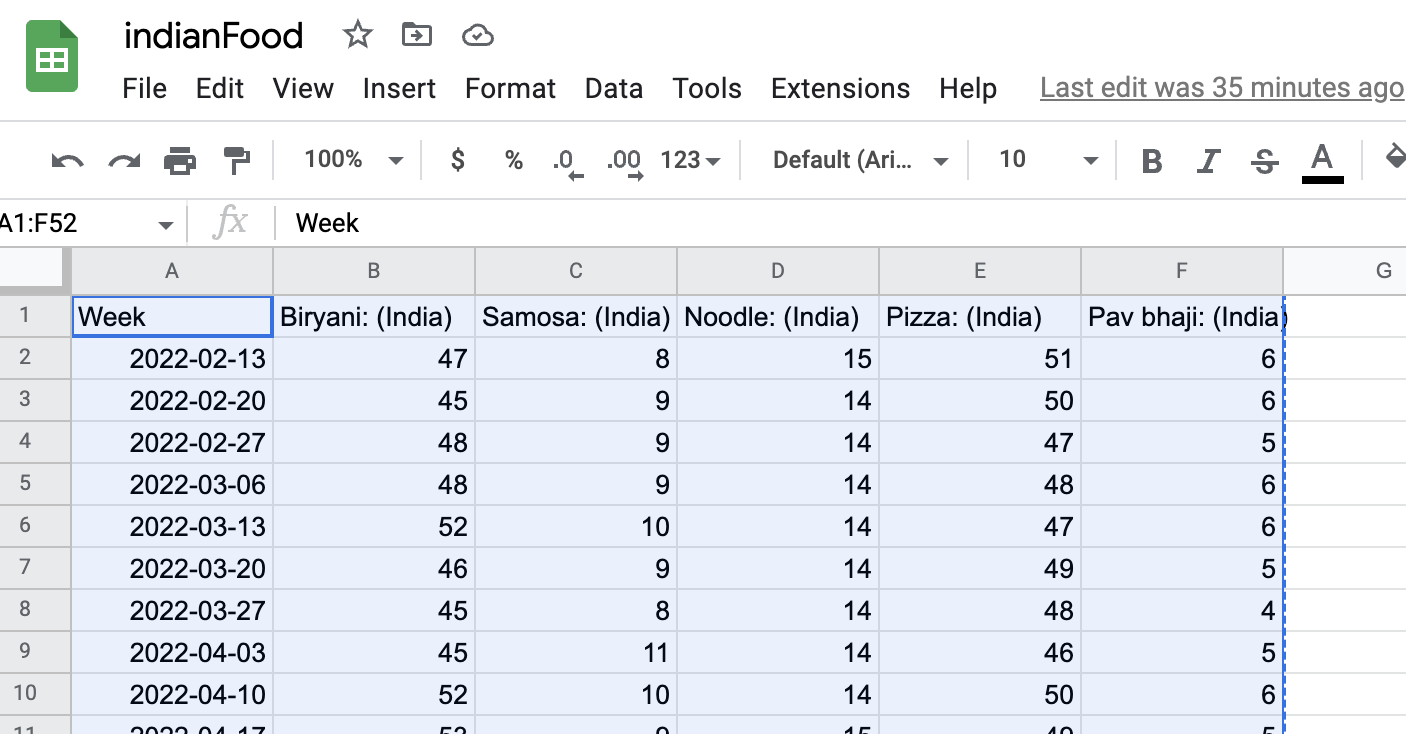 indianFood
File Edit View Insert Format Data Tools Extensions Help Last edit was 35 minutes ago
100% $ % .0 .00 123 Default (Ari... 10 B I S A
A1:F52 fx Week
A B C D E F G
1 Week Biryani: (India) Samosa: (India) Noodle: (India) Pizza: (India) Pav bhaji: (India)
2 2022-02-13 47 8 15 51 6
3 2022-02-20 45 9 14 50 6
4 2022-02-27 48 9 14 47 5
5 2022-03-06 48 9 14 48 6
6 2022-03-13 52 10 14 47 6
7 2022-03-20 46 9 14 49 5
8 2022-03-27 45 8 14 48 4
9 2022-04-03 45 11 14 46 5
10 2022-04-10 52 10 14 50 6
11 2022-04-17 15 49